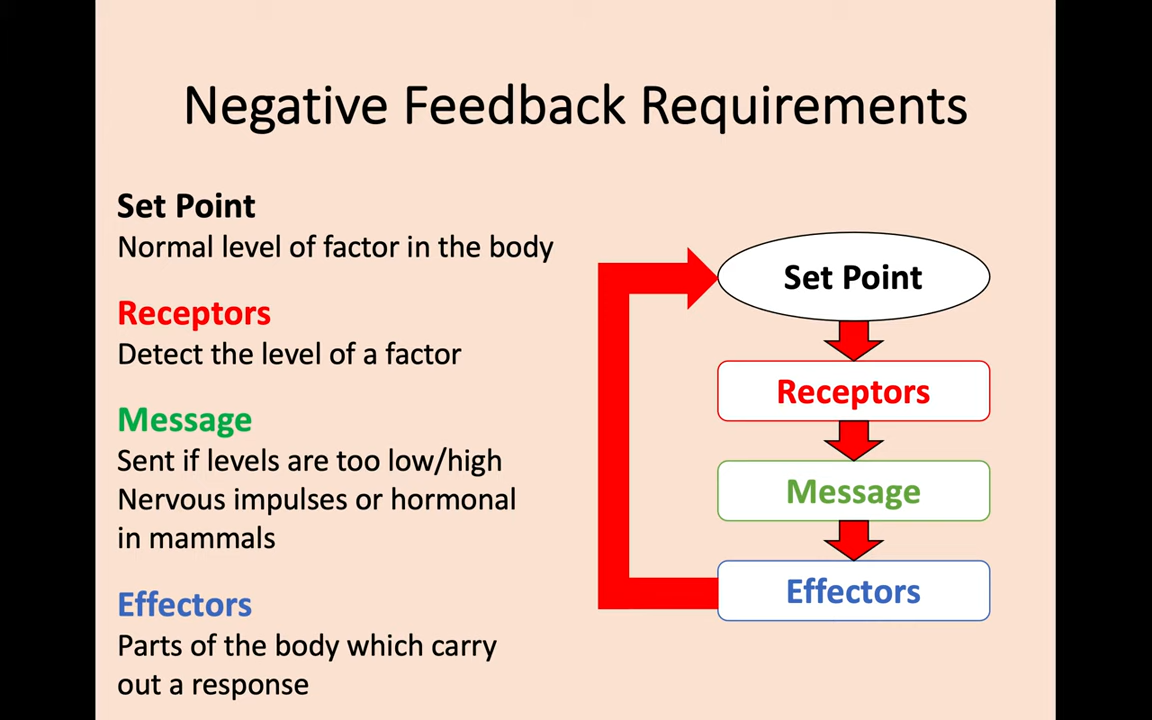 Negative Feedback Requirements
Set Point
Normal level of factor in the body
Receptors
Detect the level of a factor
Message
Sent if levels are too low/high
Nervous impulses or hormonal
in mammals
Effectors
Parts of the body which carry
out a response
Set Point
Receptors
Message
Effectors